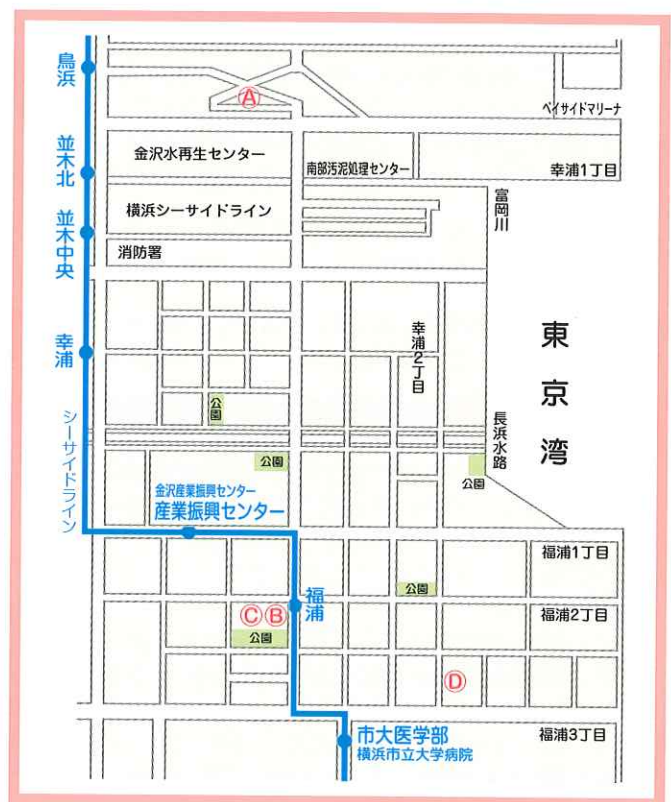 鳥浜
Ⓐ
ベイサイドマリーナ
並木北
金沢水再生センター
南部汚泥処理センター
幸浦1丁目
横浜シーサイドライン
富岡川
並木中央
消防署
幸浦
幸浦2丁目
東京湾
公園
シーサイドライン
長浜水路
公園
公園
金沢産業振興センター
産業振興センター
福浦1丁目
公園
福浦
福浦2丁目
ⒸⒷ
公園
Ⓓ
市大医学部
横浜市立大学病院
福浦3丁目